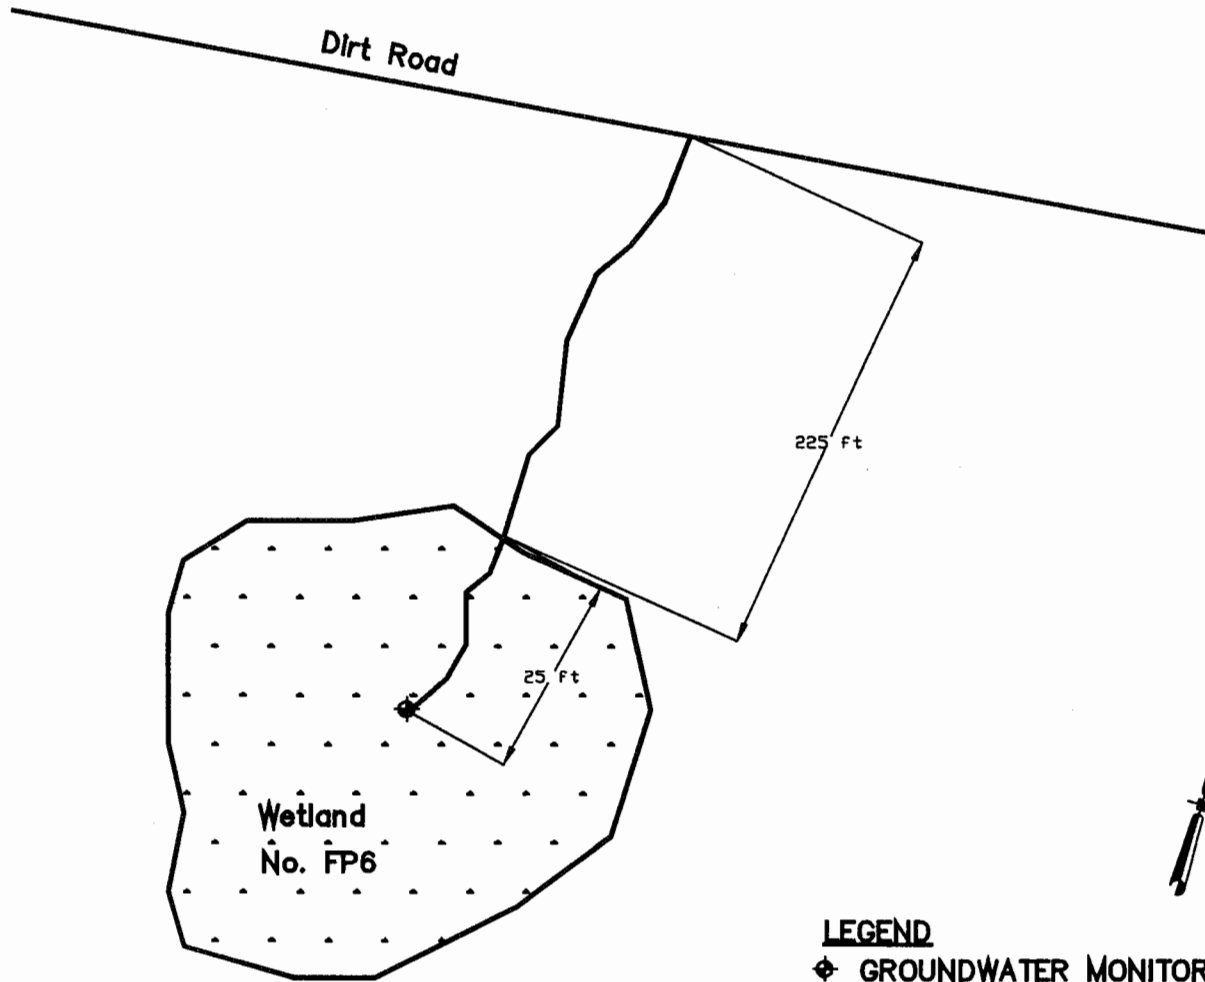 Dirt Road
225 ft
25 ft
Wetland
No. FP6
LEGEND
GROUNDWATER MONITOR